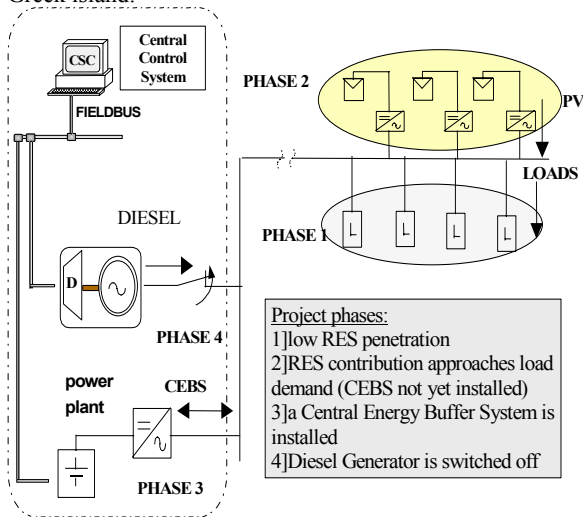 Greek island.
Central
Control
System
CSC
FIELDBUS
PHASE 2
PV
LOADS
DIESEL
PHASE 1
L
L
L
L
D
PHASE 4
power
plant
CEBS
PHASE 3
Project phases:
1]low RES penetration
2]RES contribution approaches load
demand (CEBS not yet installed)
3]a Central Energy Buffer System is
installed
4]Diesel Generator is switched off